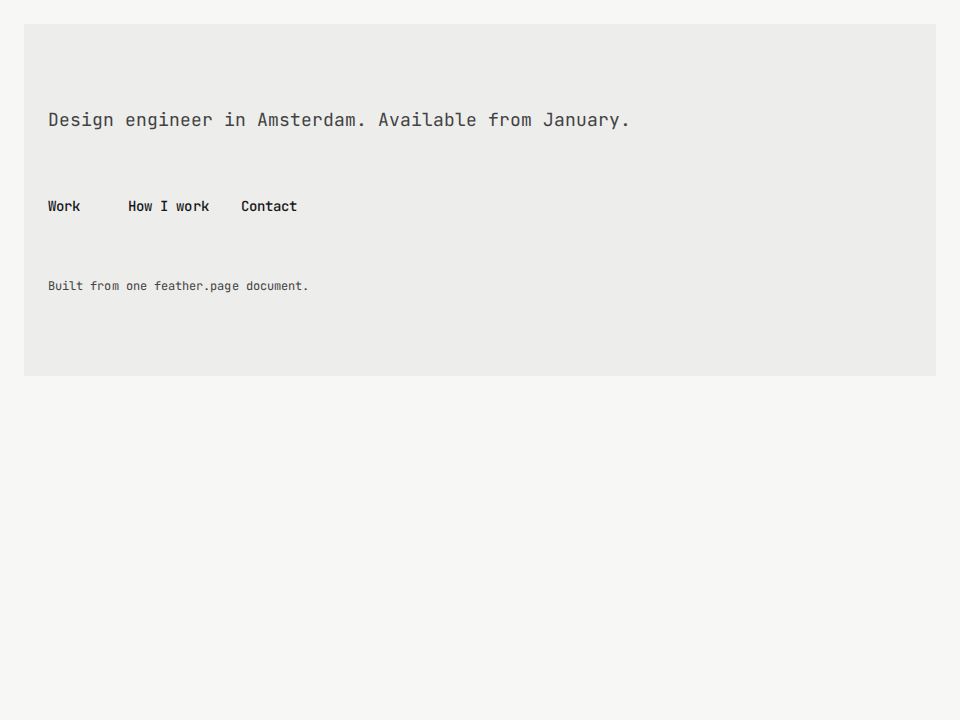 Design engineer in Amsterdam. Available from January.
Work How I work Contact
Built from one feather.page document.